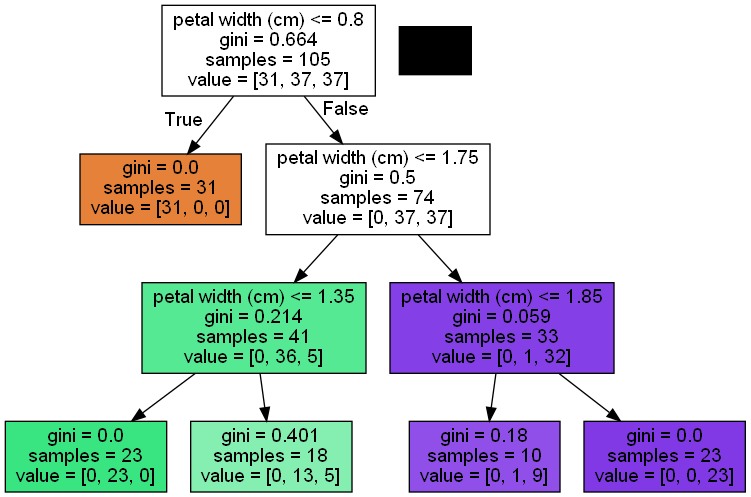 petal width (cm) <= 0.8
gini = 0.664
samples = 105
value = [31, 37, 37]
True
False
gini = 0.0
samples = 31
value = [31, 0, 0]
petal width (cm) <= 1.75
gini = 0.5
samples = 74
value = [0, 37, 37]
petal width (cm) <= 1.35
gini = 0.214
samples = 41
value = [0, 36, 5]
petal width (cm) <= 1.85
gini = 0.059
samples = 33
value = [0, 1, 32]
gini = 0.0
samples = 23
value = [0, 23, 0]
gini = 0.401
samples = 18
value = [0, 13, 5]
gini = 0.18
samples = 10
value = [0, 1, 9]
gini = 0.0
samples = 23
value = [0, 0, 23]